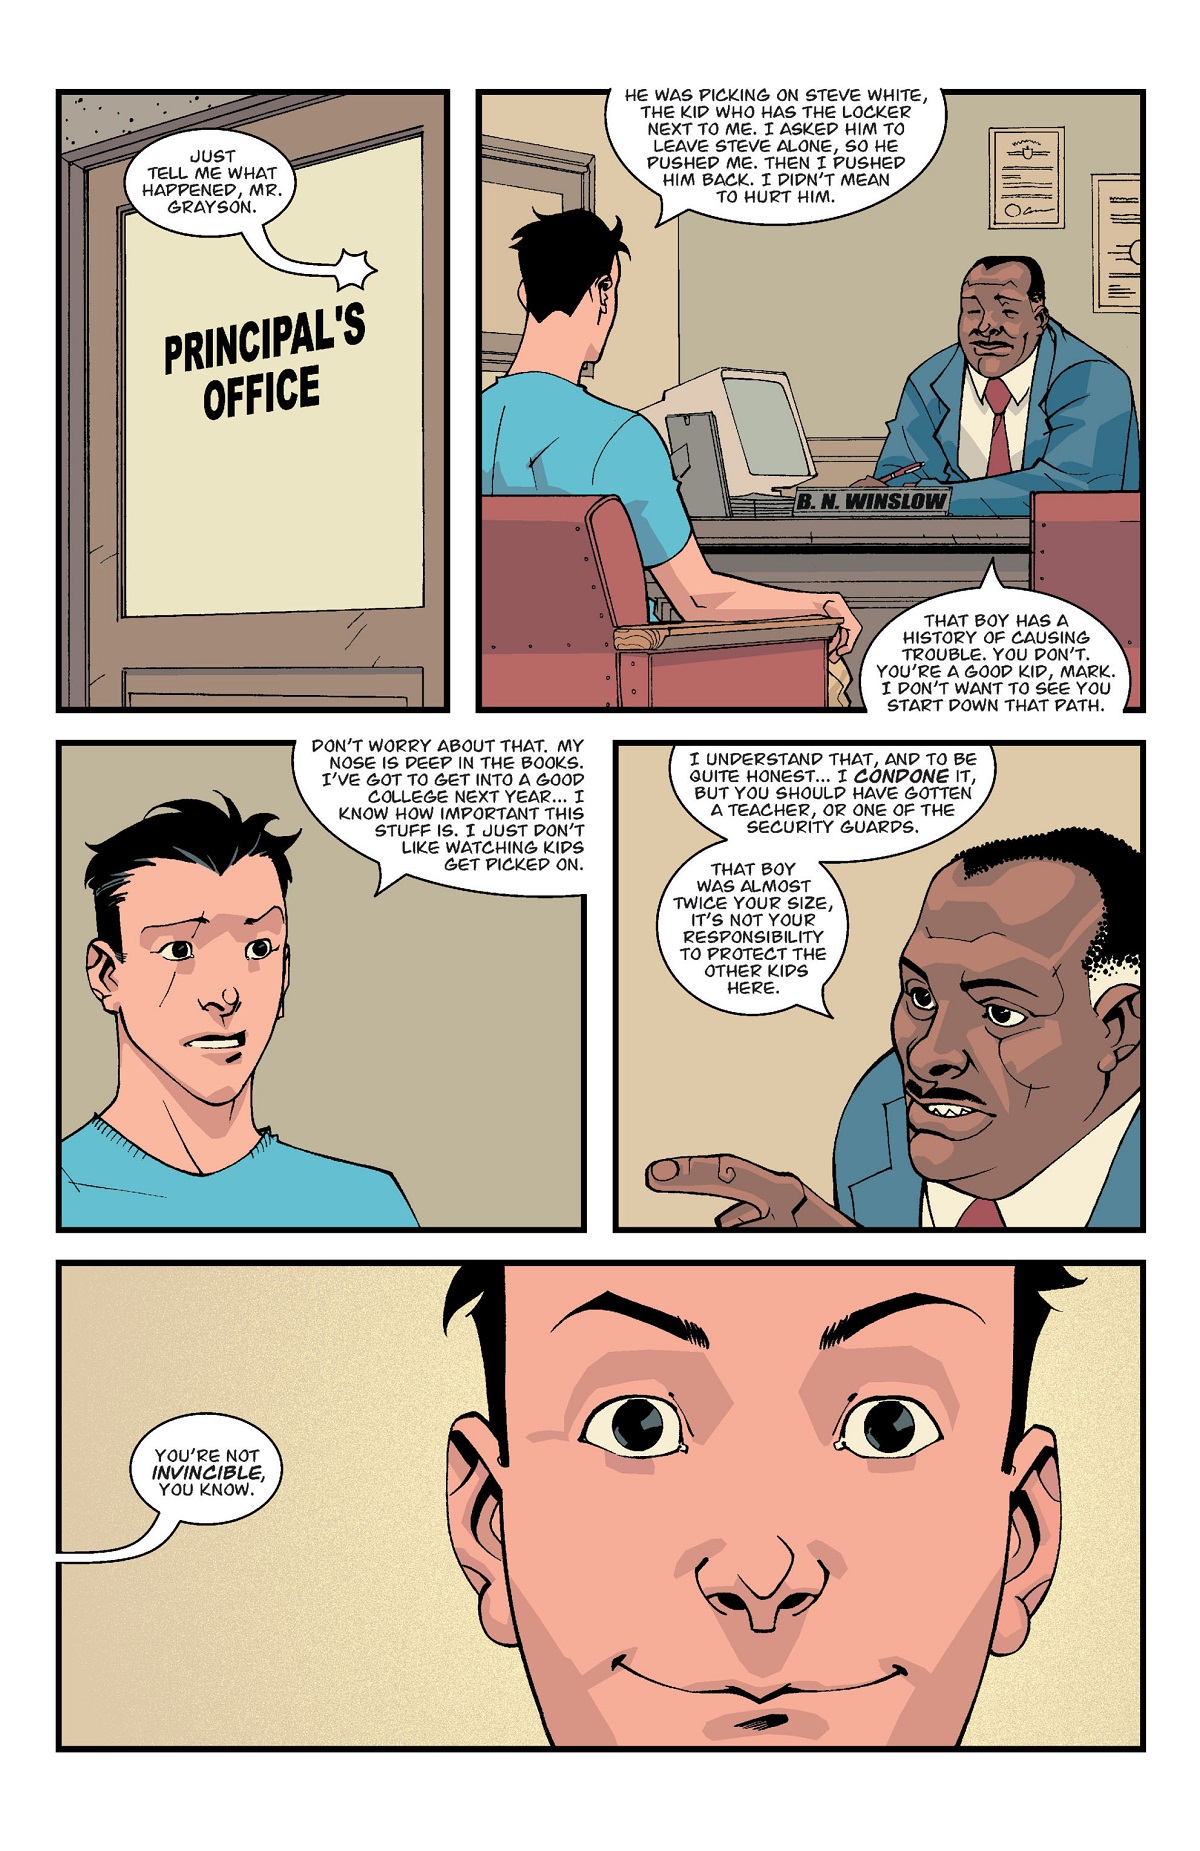 JUST
TELL ME WHAT
HAPPENED, MR.
GRAYSON.
PRINCIPAL'S
OFFICE
HE WAS PICKING ON STEVE WHITE,
THE KID WHO HAS THE LOCKER
NEXT TO ME. I ASKED HIM TO
LEAVE STEVE ALONE, SO HE
PUSHED ME. THEN I PUSHED
HIM BACK. I DIDN'T MEAN
TO HURT HIM.
B. N. WINSLOW
THAT BOY HAS A
HISTORY OF CAUSING
TROUBLE. YOU DON'T.
YOU'RE A GOOD KID, MARK.
I DON'T WANT TO SEE YOU
START DOWN THAT PATH.
DON'T WORRY ABOUT THAT. MY
NOSE IS DEEP IN THE BOOKS.
I'VE GOT TO GET INTO A GOOD
COLLEGE NEXT YEAR... I
KNOW HOW IMPORTANT THIS
STUFF IS. I JUST DON'T
LIKE WATCHING KIDS
GET PICKED ON.
I UNDERSTAND THAT, AND TO BE
QUITE HONEST... I CONDONE IT,
BUT YOU SHOULD HAVE GOTTEN
A TEACHER, OR ONE OF THE
SECURITY GUARDS.
THAT BOY
WAS ALMOST
TWICE YOUR SIZE,
IT'S NOT YOUR
RESPONSIBILITY
TO PROTECT THE
OTHER KIDS
HERE.
YOU'RE NOT
INVINCIBLE,
YOU KNOW.